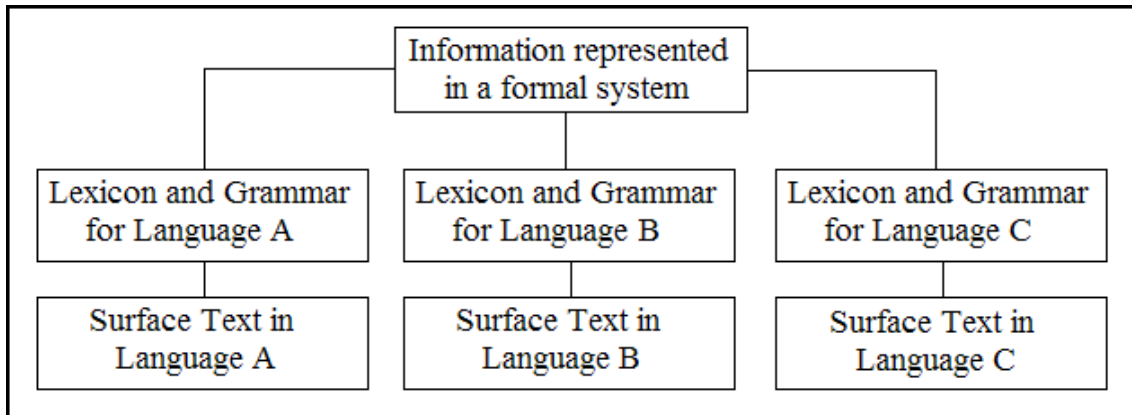 Information represented
in a formal system
Lexicon and Grammar
for Language A
Lexicon and Grammar
for Language B
Lexicon and Grammar
for Language C
Surface Text in
Language A
Surface Text in
Language B
Surface Text in
Language C